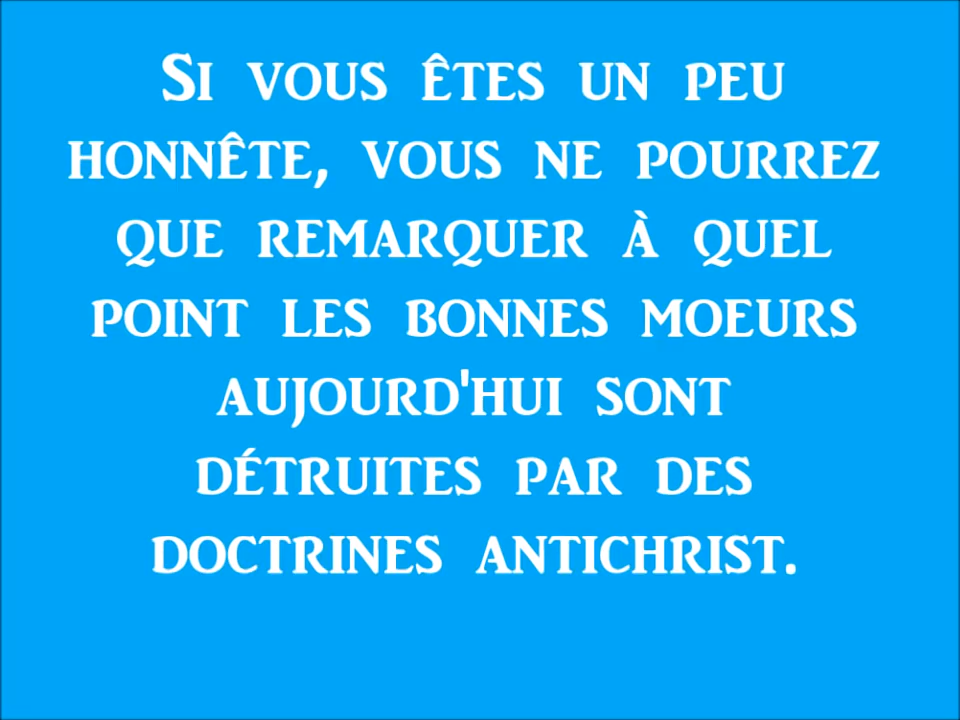 Si vous êtes un peu
honnête, vous ne pourrez
que remarquer à quel
point les bonnes moeurs
aujourd'hui sont
détruites par des
doctrines antichrist.